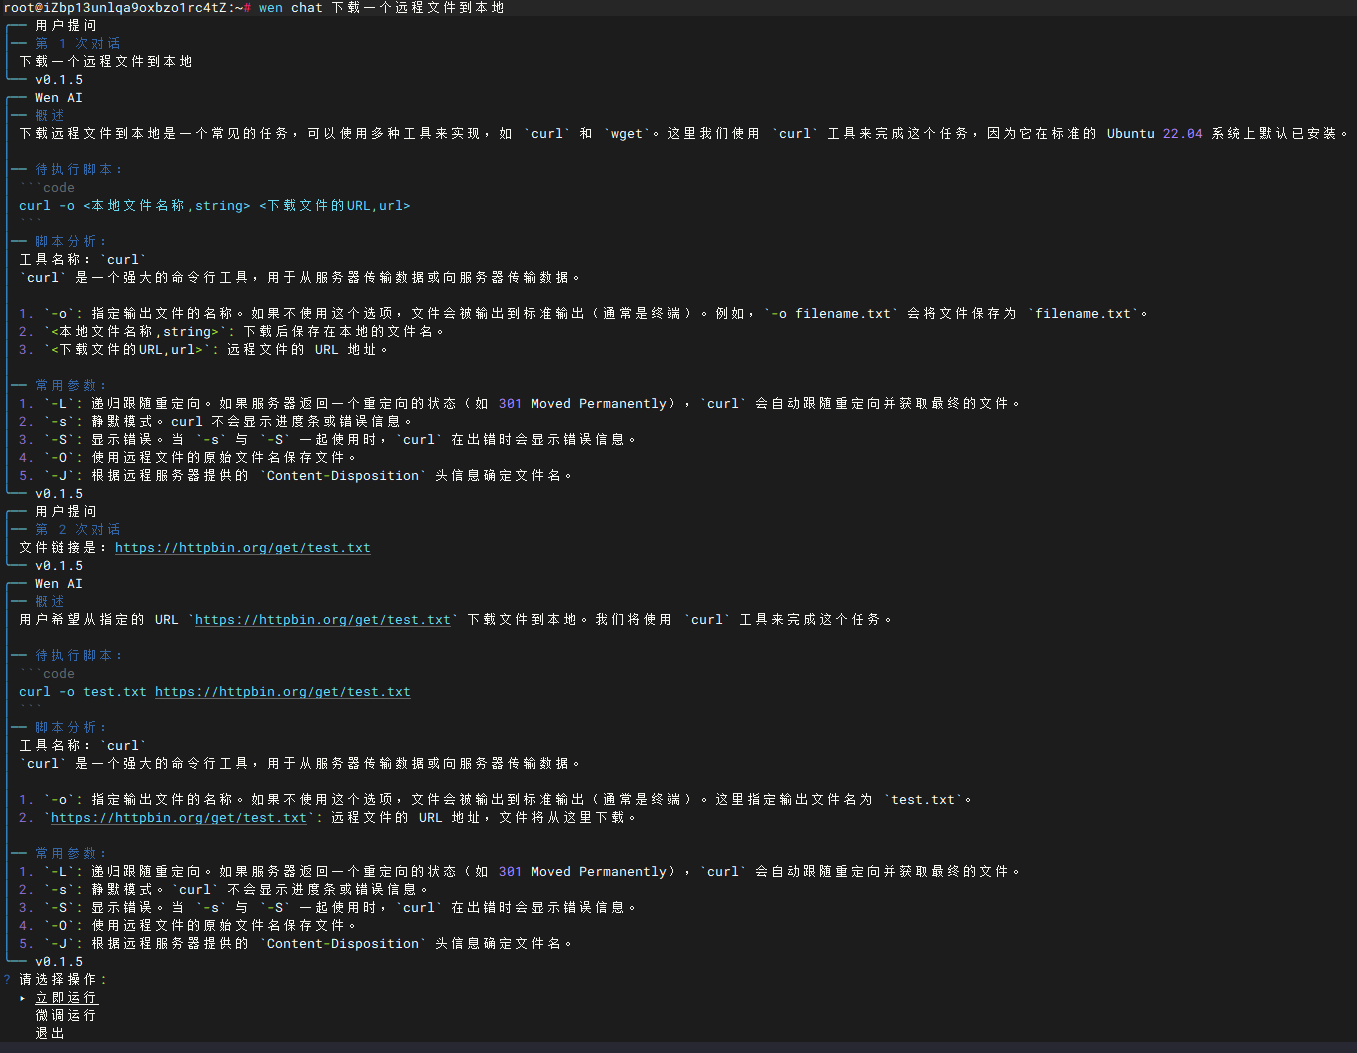 root@iZbp13unlqa9oxbzo1rc4tZ:~# wen chat 下载一个远程文件到本地
用户提问
第 1 次对话
下载一个远程文件到本地
v0.1.5
Wen AI
概述
下载远程文件到本地是一个常见的任务，可以使用多种工具来实现，如 `curl` 和 `wget`。这里我们使用 `curl` 工具来完成这个任务，因为它在标准的 Ubuntu 22.04 系统上默认已安装。
待执行脚本：
```code
curl -o <本地文件名称,string> <下载文件的URL,url>
```
脚本分析：
工具名称：`curl`
`curl` 是一个强大的命令行工具，用于从服务器传输数据或向服务器传输数据。
1. `-o`: 指定输出文件的名称。如果不使用这个选项，文件会被输出到标准输出（通常是终端）。例如，`-o filename.txt` 会将文件保存为 `filename.txt`。
2. `<本地文件名称,string>`: 下载后保存在本地的文件名。
3. `<下载文件的URL,url>`: 远程文件的 URL 地址。
常用参数：
1. `-L`: 递归跟随重定向。如果服务器返回一个重定向的状态（如 301 Moved Permanently），`curl` 会自动跟随重定向并获取最终的文件。
2. `-s`: 静默模式。curl 不会显示进度条或错误信息。
3. `-S`: 显示错误。当 `-s` 与 `-S` 一起使用时，`curl` 在出错时会显示错误信息。
4. `-O`: 使用远程文件的原始文件名保存文件。
5. `-J`: 根据远程服务器提供的 `Content-Disposition` 头信息确定文件名。
v0.1.5
用户提问
第 2 次对话
文件链接是：https://httpbin.org/get/test.txt
v0.1.5
Wen AI
概述
用户希望从指定的 URL `https://httpbin.org/get/test.txt` 下载文件到本地。我们将使用 `curl` 工具来完成这个任务。
待执行脚本：
```code
curl -o test.txt https://httpbin.org/get/test.txt
```
脚本分析：
工具名称：`curl`
`curl` 是一个强大的命令行工具，用于从服务器传输数据或向服务器传输数据。
1. `-o`: 指定输出文件的名称。如果不使用这个选项，文件会被输出到标准输出（通常是终端）。这里指定输出文件名为 `test.txt`。
2. `https://httpbin.org/get/test.txt`: 远程文件的 URL 地址，文件将从这里下载。
常用参数：
1. `-L`: 递归跟随重定向。如果服务器返回一个重定向的状态（如 301 Moved Permanently），`curl` 会自动跟随重定向并获取最终的文件。
2. `-s`: 静默模式。`curl` 不会显示进度条或错误信息。
3. `-S`: 显示错误。当 `-s` 与 `-S` 一起使用时，`curl` 在出错时会显示错误信息。
4. `-O`: 使用远程文件的原始文件名保存文件。
5. `-J`: 根据远程服务器提供的 `Content-Disposition` 头信息确定文件名。
v0.1.5
? 请选择操作：
▸ 立即运行
微调运行
退出